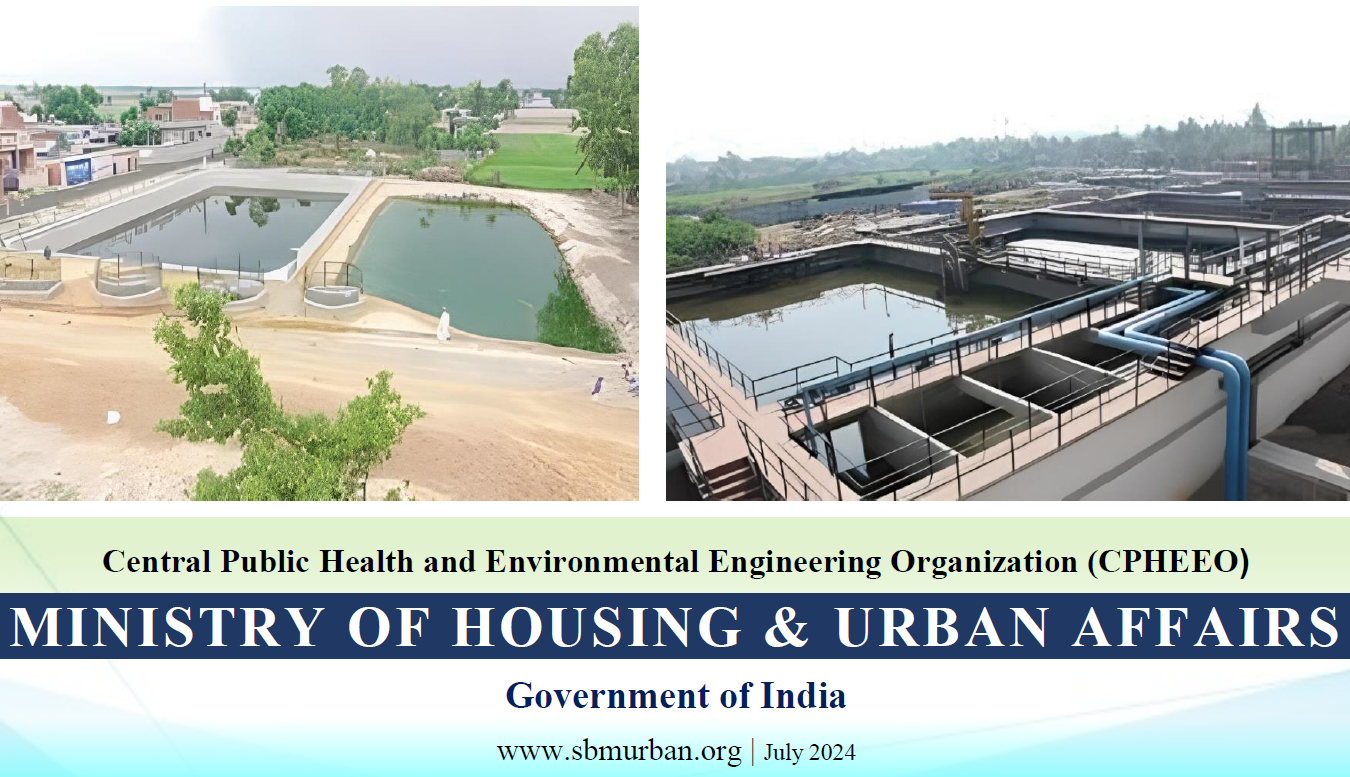 Central Public Health and Environmental Engineering Organization (CPHEEO)
MINISTRY OF HOUSING & URBAN AFFAIRS
Government of India
www.sbmurban.org | July 2024